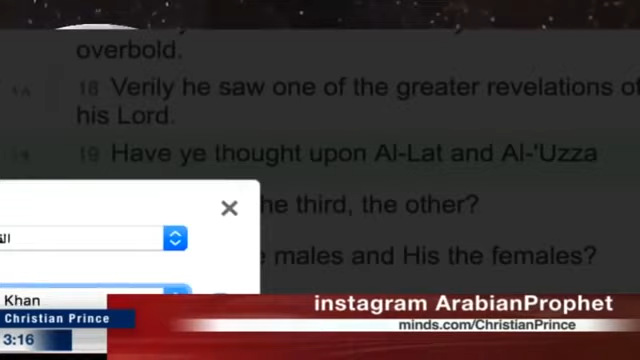 overbold.
18 Verily he saw one of the greater revelations of
his Lord.
19 Have ye thought upon Al-Lat and Al-'Uzza
he third, the other?
e males and His the females?
Khan
instagram ArabianProphet
Christian Prince
minds.com/ChristianPrince
3:16